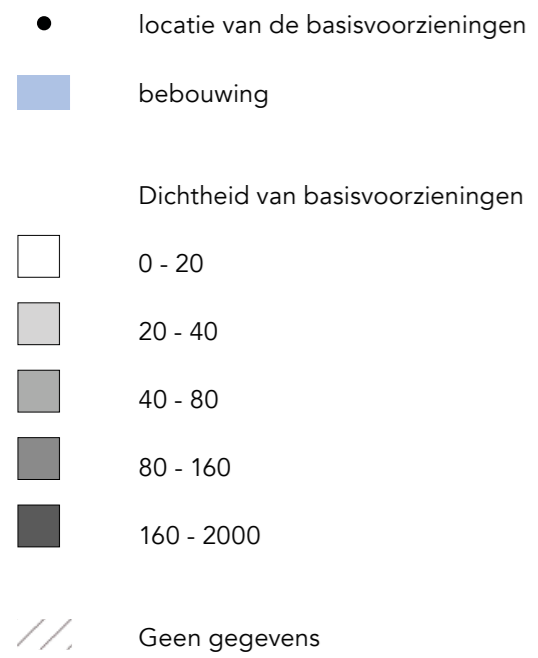 locatie van de basisvoorzieningen
bebouwing
Dichtheid van basisvoorzieningen
0 - 20
20 - 40
40 - 80
80 - 160
160 - 2000
Geen gegevens